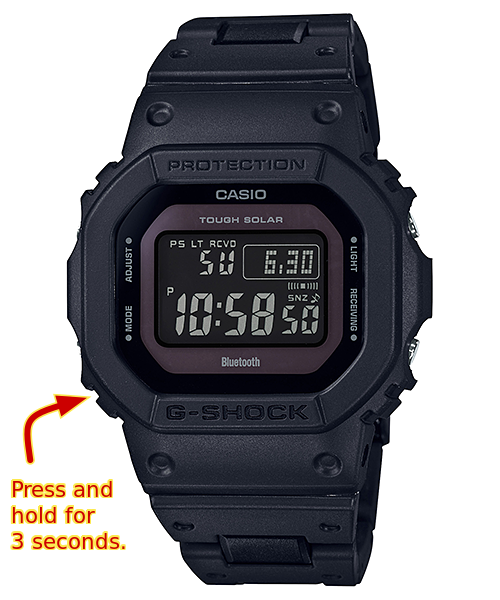 PROTECTION
CASIO
TOUGH SOLAR
ADJUST
LIGHT
PS LT RCVD
SU 6.30
SNZ
P 10:58 50
MODE
RECEIVING
Bluetooth
G-SHOCK
Press and
hold for
3 seconds.